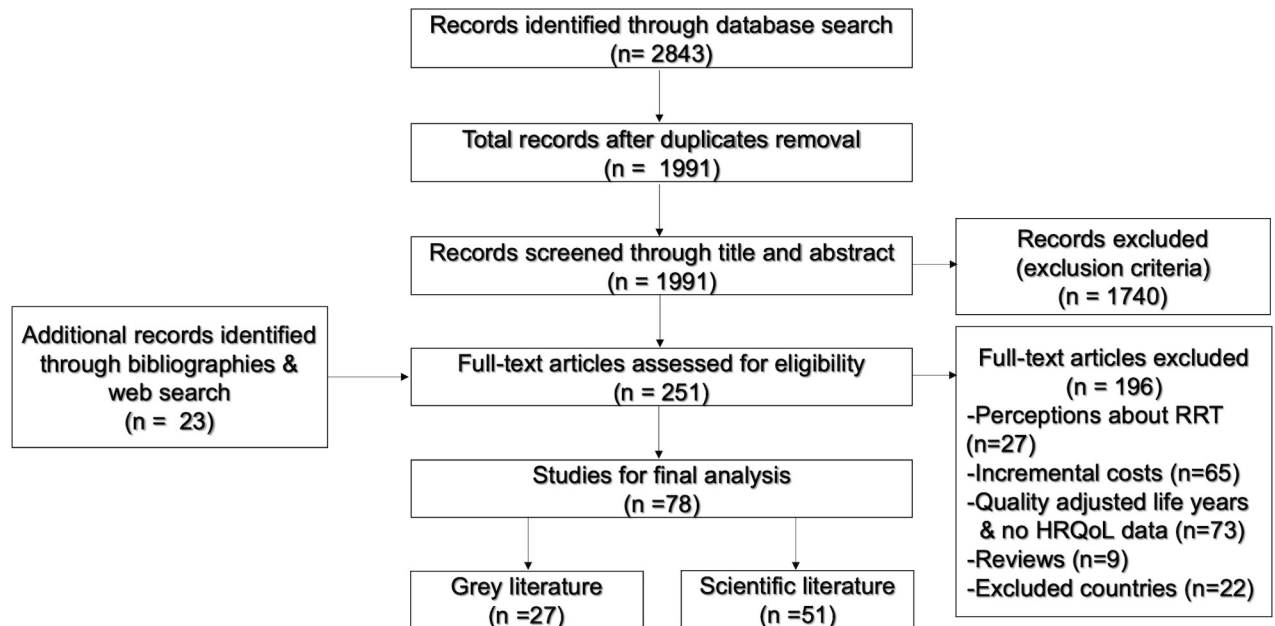 Records identified through database search
(n= 2843)
Total records after duplicates removal
(n = 1991)
Records screened through title and abstract
(n = 1991)
Records excluded
(exclusion criteria)
(n = 1740)
Additional records identified
through bibliographies &
web search
(n = 23)
Full-text articles assessed for eligibility
(n = 251)
Full-text articles excluded
(n = 196)
-Perceptions about RRT
(n=27)
-Incremental costs (n=65)
-Quality adjusted life years
& no HRQoL data (n=73)
-Reviews (n=9)
-Excluded countries (n=22)
Studies for final analysis
(n =78)
Grey literature
(n =27)
Scientific literature
(n =51)